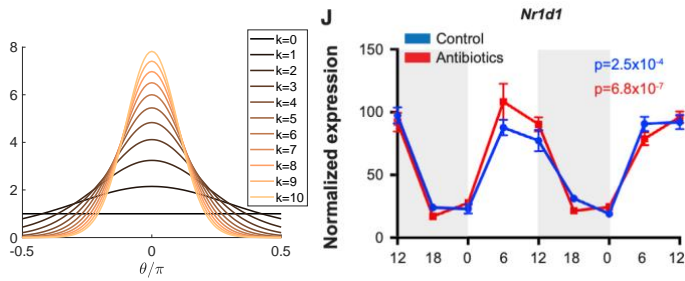 8
6
4
2
0
-0.5
0
0.5
θ/π
k=0
k=1
k=2
k=3
k=4
k=5
k=6
k=7
k=8
k=9
k=10
J
Nr1d1
Control
Antibiotics
p=2.5x10-4
p=6.8x10-7
Normalized expression
150
100
50
0
12 18 0 6 12 18 0 6 12